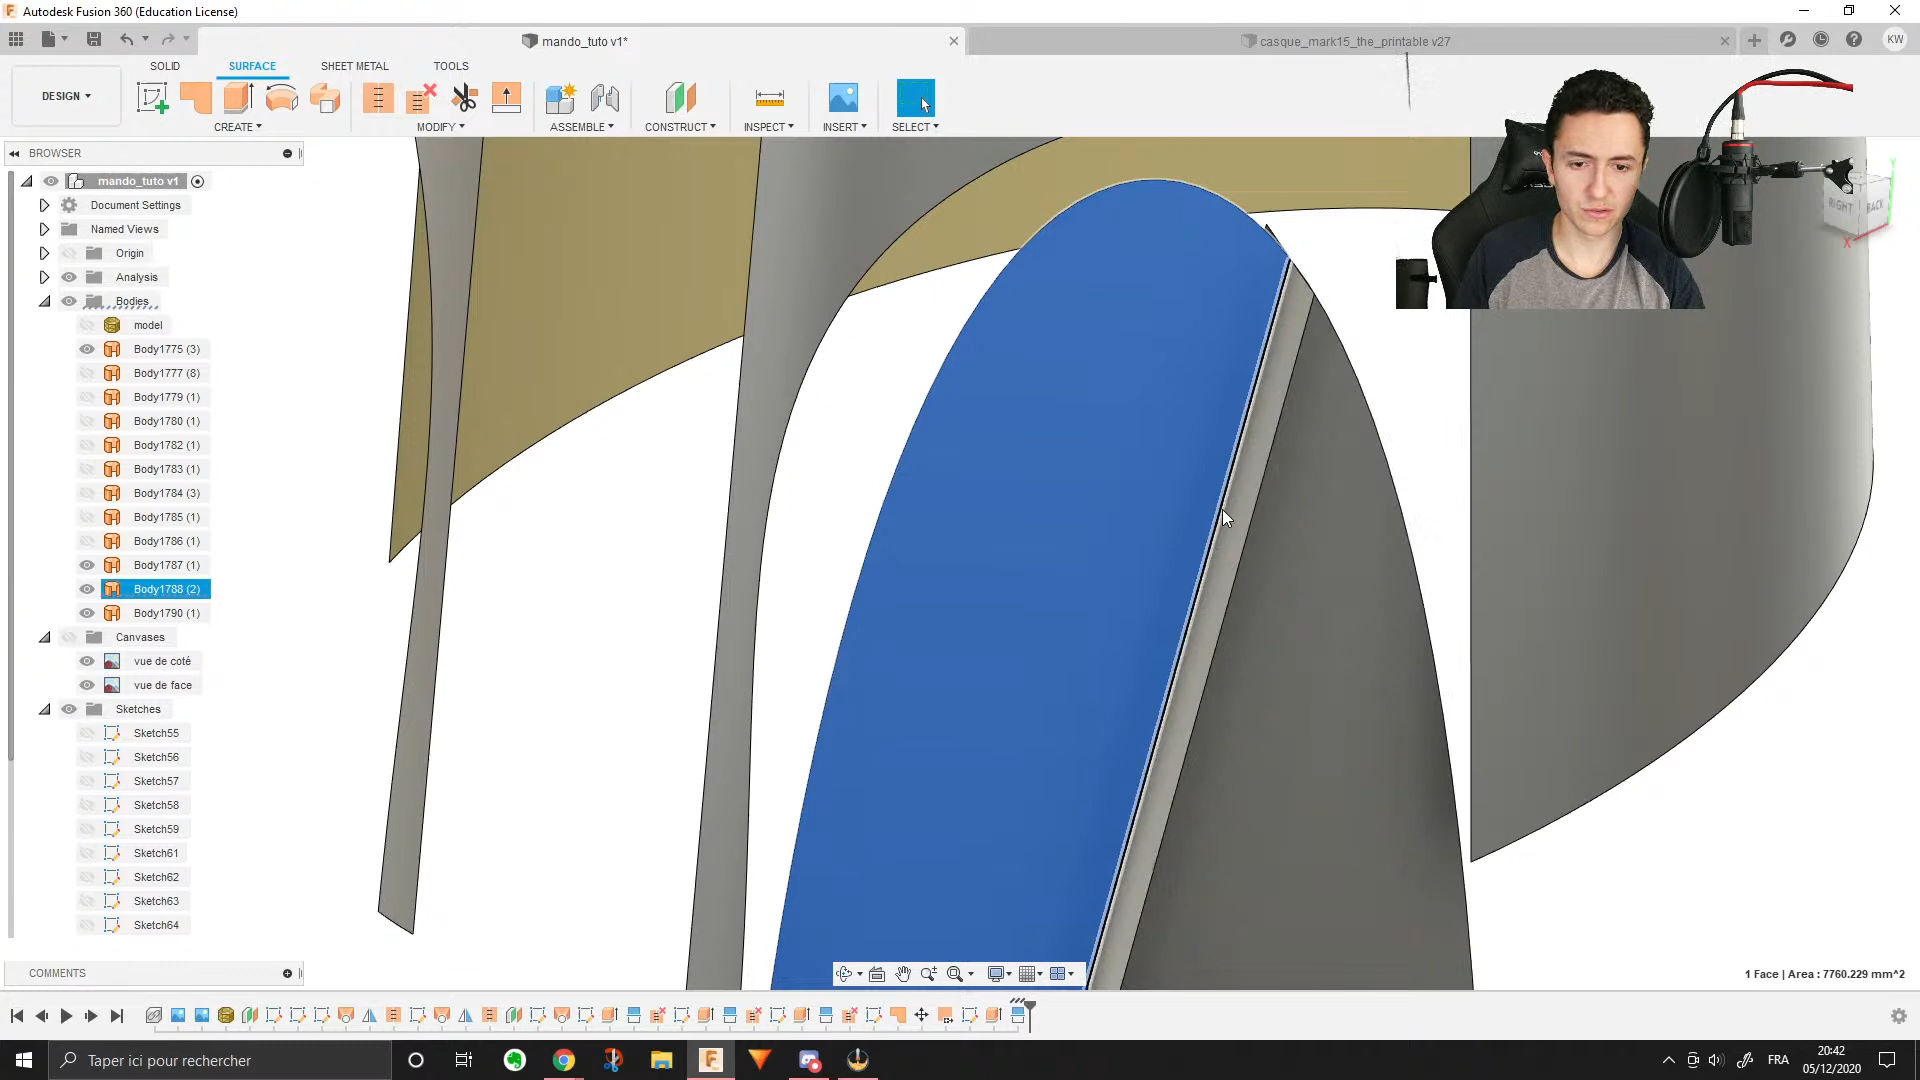 Autodesk Fusion 360 (Education License)
mando_tuto v1*
casque_mark15_the_printable v27
KW
DESIGN
SOLID
SURFACE
SHEET METAL
TOOLS
CREATE
MODIFY
ASSEMBLE
CONSTRUCT
INSPECT
INSERT
SELECT
BROWSER
mando_tuto v1
Document Settings
Named Views
Origin
Analysis
Bodies
model
Body1775 (3)
Body1777 (8)
Body1779 (1)
Body1780 (1)
Body1782 (1)
Body1783 (1)
Body1784 (3)
Body1785 (1)
Body1786 (1)
Body1787 (1)
Body1788 (2)
Body1790 (1)
Canvases
vue de coté
vue de face
Sketches
Sketch55
Sketch56
Sketch57
Sketch58
Sketch59
Sketch61
Sketch62
Sketch63
Sketch64
RIGHT
BACK
X
COMMENTS
1 Face | Area : 7760.229 mm^2
Taper ici pour rechercher
FRA
20:42
05/12/2020